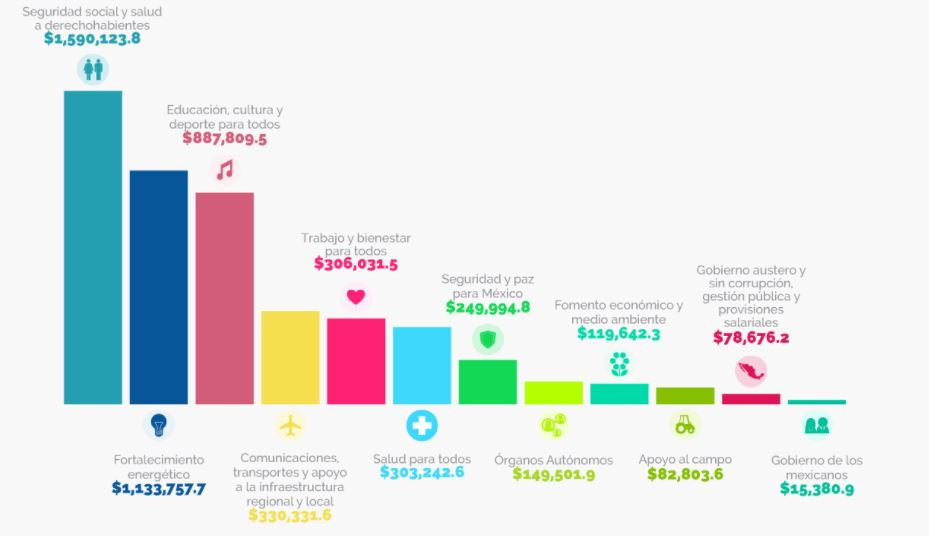 Seguridad social y salud
a derechohabientes
$1,590,123.8
Educación, cultura y
deporte para todos
$887,809.5
Trabajo y bienestar
para todos
$306,031.5
Seguridad y paz
para México
$249,994.8
Fomento económico y
medio ambiente
$119,642.3
Gobierno austero y
sin corrupción,
gestión pública y
provisiones
salariales
$78,676.2
Fortalecimiento
energético
$1,133,757.7
Comunicaciones,
transportes y apoyo
a la infraestructura
regional y local
$330,331.6
Salud para todos
$303,242.6
Órganos Autónomos
$149,501.9
Apoyo al campo
$82,803.6
Gobierno de los
mexicanos
$15,380.9